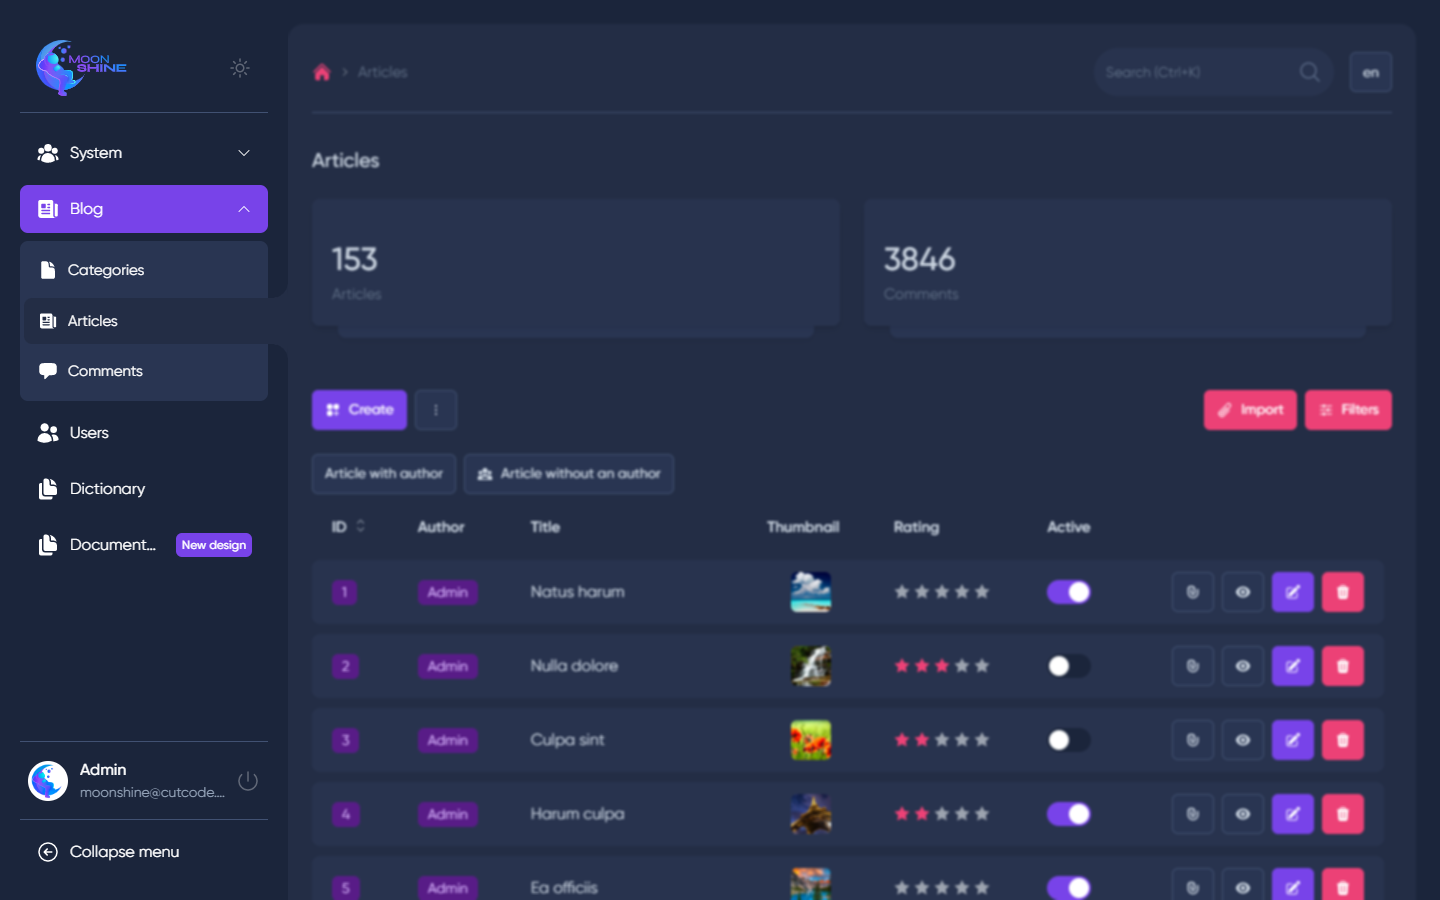 MOON
SHINE
System
Blog
Categories
Articles
Comments
Users
Dictionary
Document...
New design
Admin
moonshine@cutcode....
Collapse menu
Articles
Search (Ctrl+K)
en
Articles
153
Articles
3846
Comments
Create
Import
Filters
Article with author
Article without an author
ID Author Title Thumbnail Rating Active
1 Admin Natus harum
2 Admin Nulla dolore
3 Admin Culpa sint
4 Admin Harum culpa
5 Admin Ea officiis